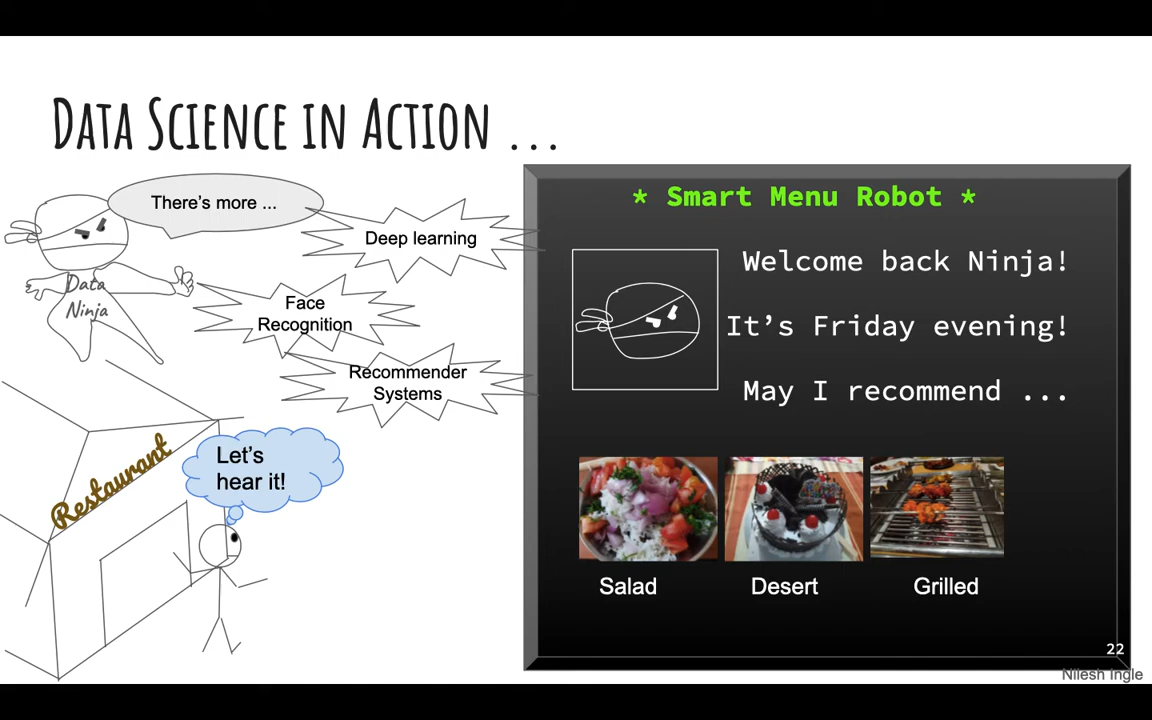 Data Science in Action ...
There's more ...
Deep learning
Data
Ninja
Face
Recognition
Recommender
Systems
Restaurant
Let's
hear it!
* Smart Menu Robot *
Welcome back Ninja!
It's Friday evening!
May I recommend ...
Salad
Desert
Grilled
22
Nilesh Ingle